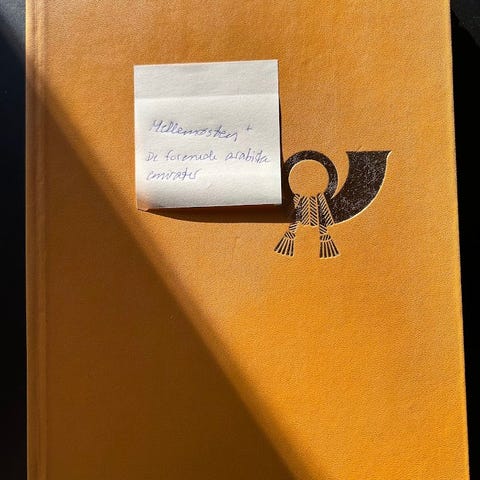 Mellemøsten +
De forenede arabiske
emirater